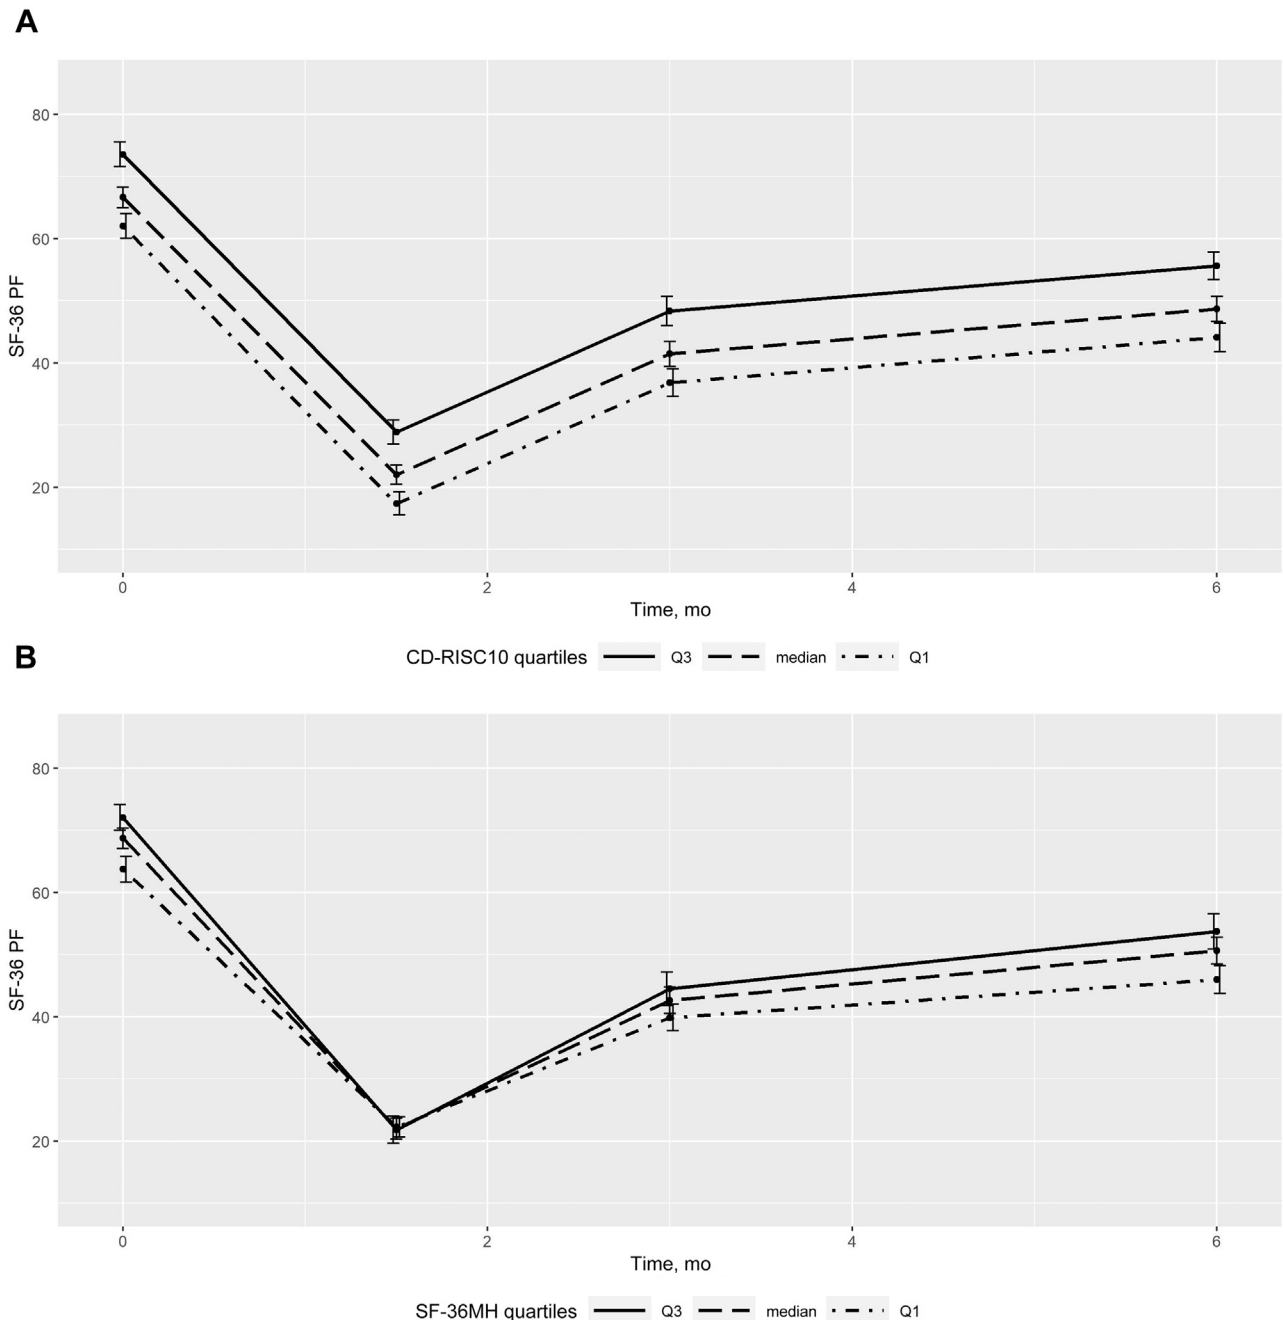 A
80
60
40
20
SF-36 PF
0 2 4 6
Time, mo
CD-RISC10 quartiles Q3 median Q1
B
80
60
40
20
SF-36 PF
0 2 4 6
Time, mo
SF-36MH quartiles Q3 median Q1